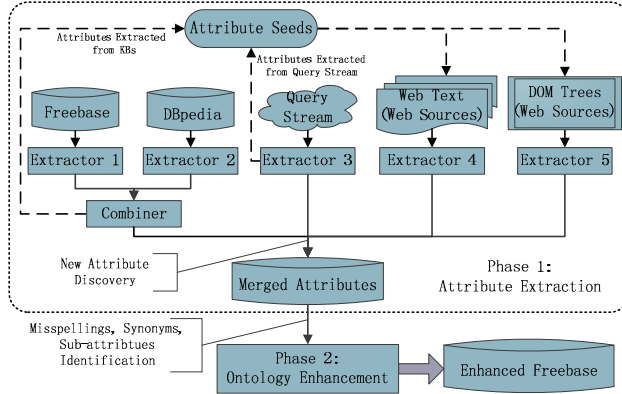 Attributes Extracted
from KBs
Attribute Seeds
Attributes Extracted
from Query Stream
Freebase
DBpedia
Query
Stream
Web Text
(Web Sources)
DOM Trees
(Web Sources)
Extractor 1
Extractor 2
Extractor 3
Extractor 4
Extractor 5
Combiner
New Attribute
Discovery
Merged Attributes
Phase 1:
Attribute Extraction
Misspellings, Synonyms,
Sub-attribtues
Identification
Phase 2:
Ontology Enhancement
Enhanced Freebase